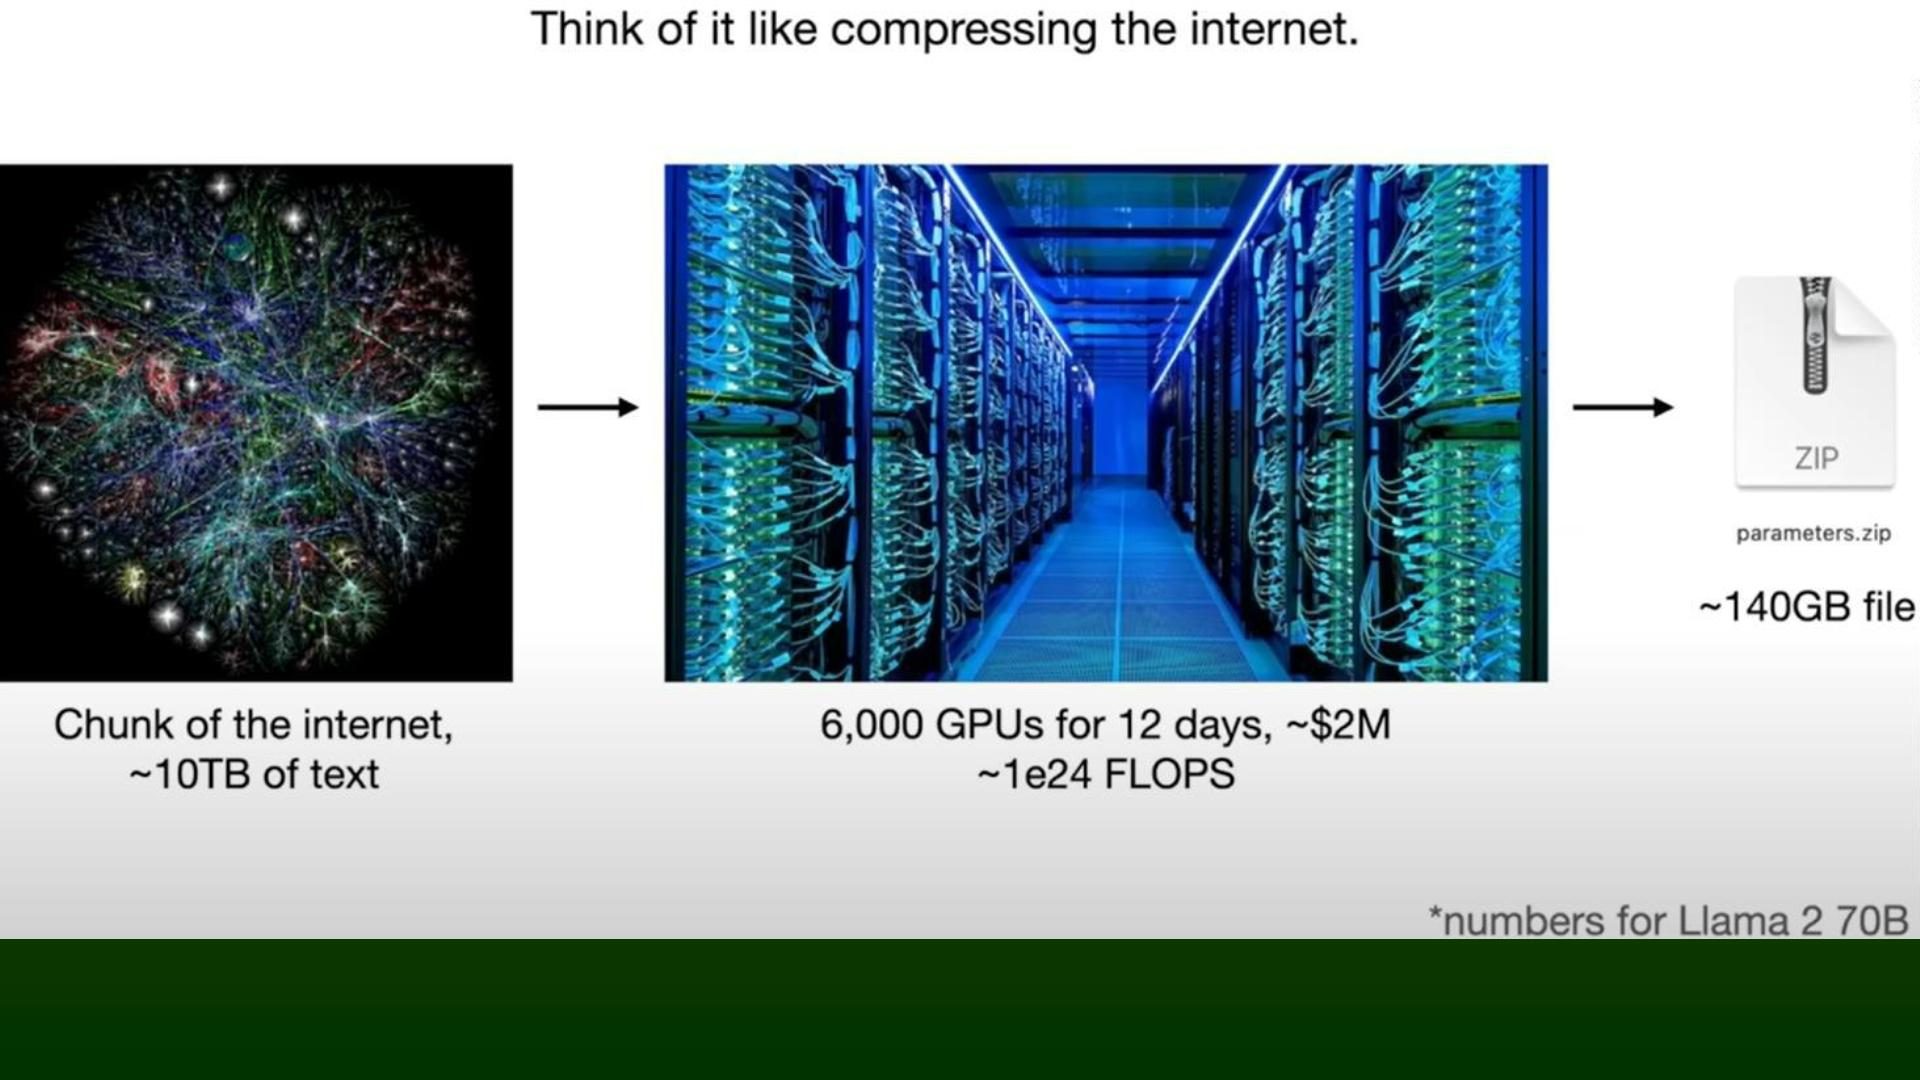 Think of it like compressing the internet.
ZIP
parameters.zip
~140GB file
Chunk of the internet,
~10TB of text
6,000 GPUs for 12 days, ~$2M
~1e24 FLOPS
*numbers for Llama 2 70B